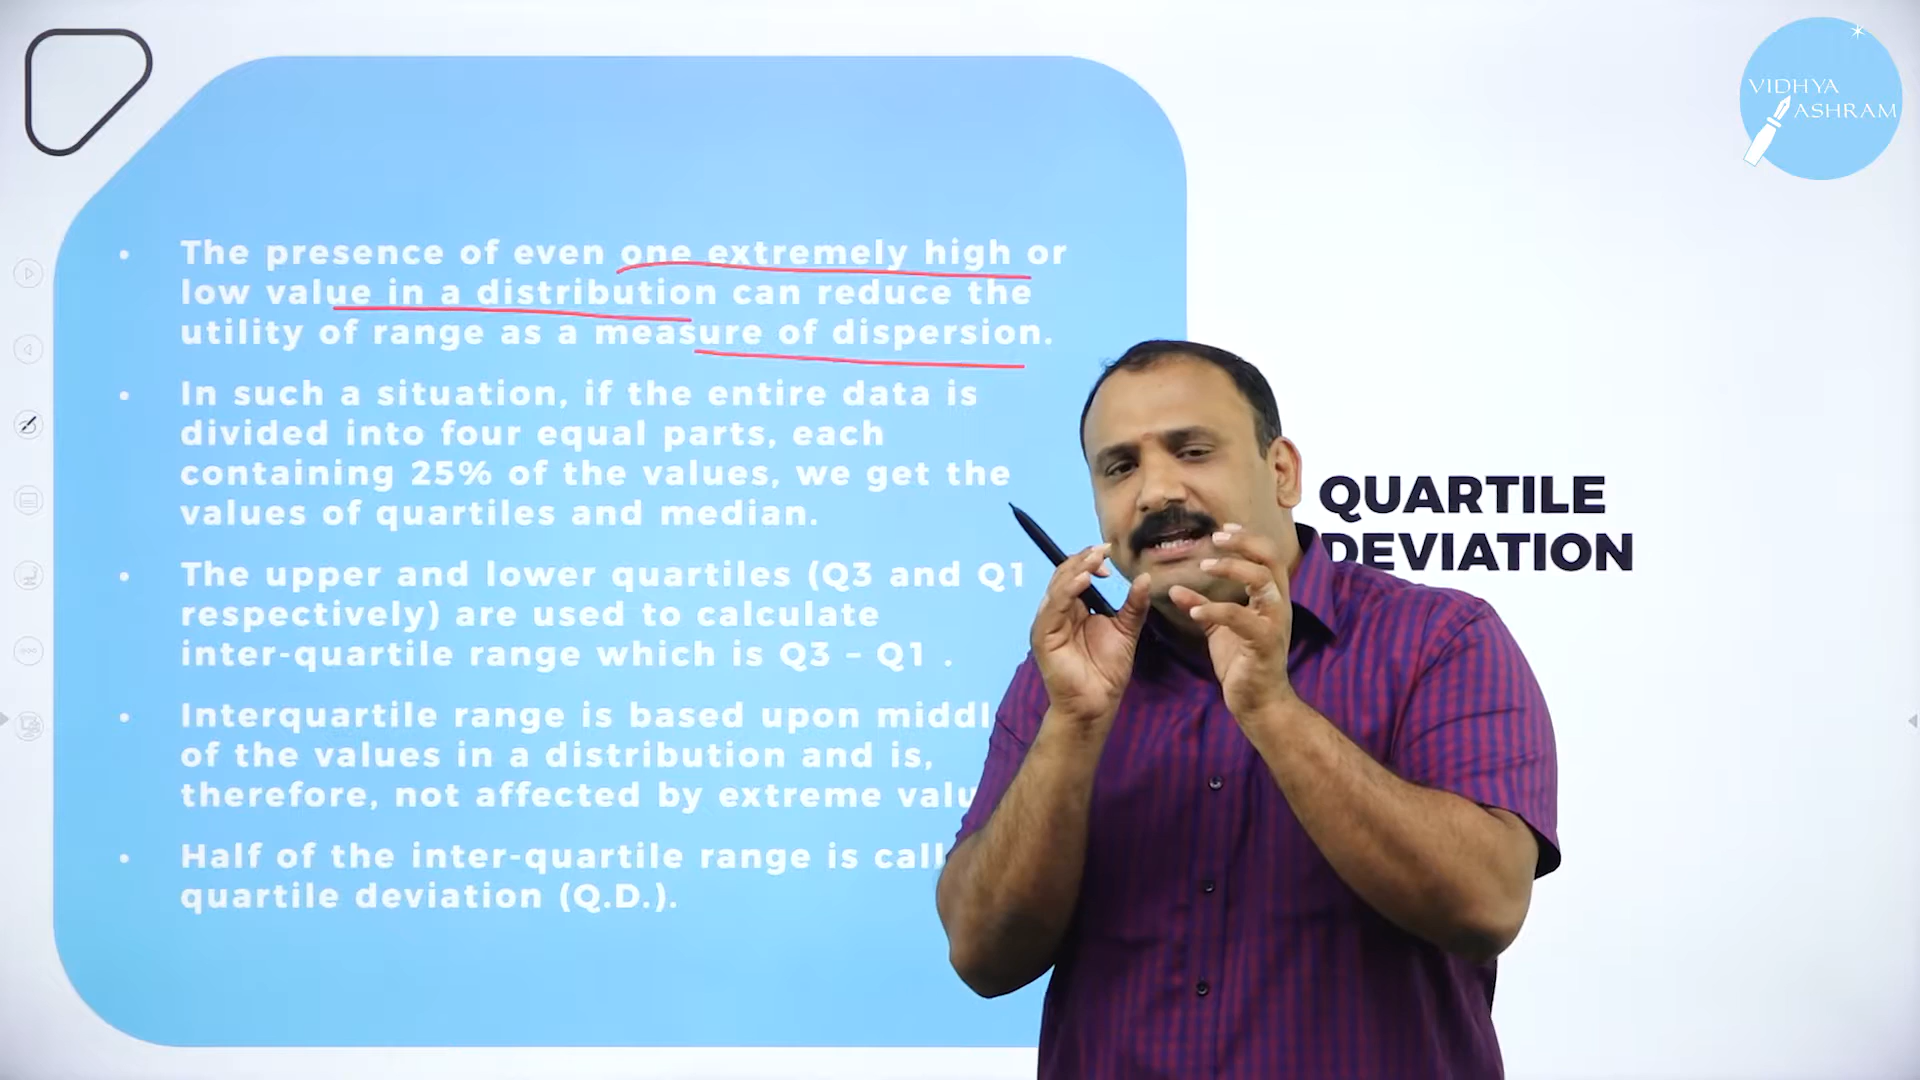 VIDHYA
ASHRAM
• The presence of even one extremely high or
low value in a distribution can reduce the
utility of range as a measure of dispersion.
• In such a situation, if the entire data is
divided into four equal parts, each
containing 25% of the values, we get the
values of quartiles and median.
• The upper and lower quartiles (Q3 and Q1
respectively) are used to calculate
inter-quartile range which is Q3 – Q1 .
• Interquartile range is based upon
of the values in a distribution and is,
therefore, not affected by extreme
• Half of the inter-quartile range is
quartile deviation (Q.D.).
QUARTILE
DEVIATION